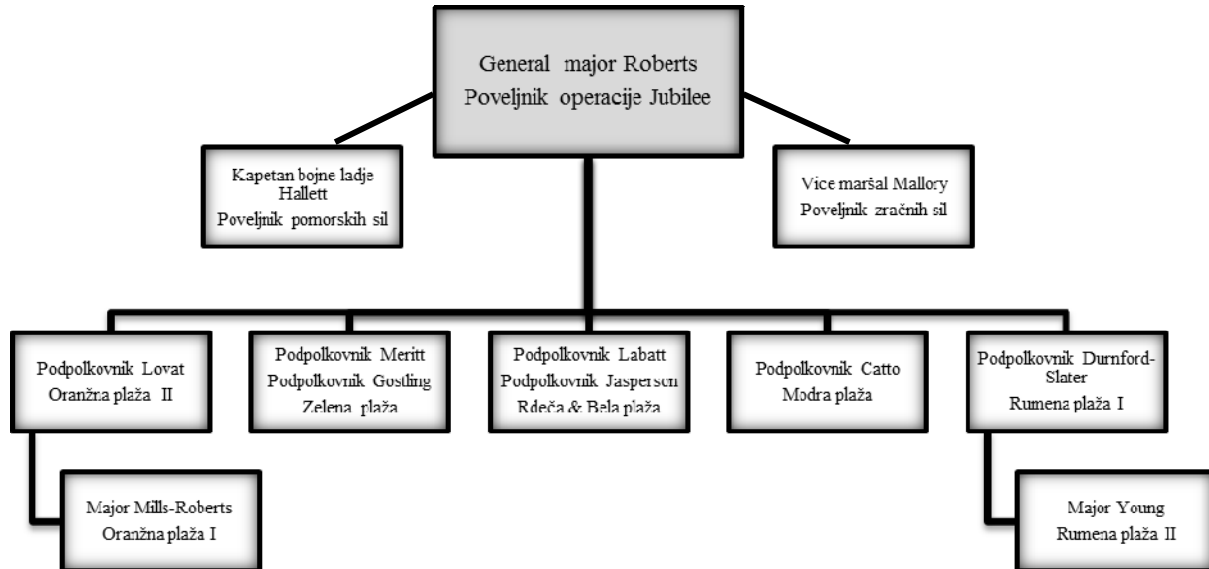 General major Roberts
Poveljnik operacije Jubilee
Kapetan bojne ladje
Hallett
Poveljnik pomorskih sil
Vice maršal Mallory
Poveljnik zračnih sil
Podpolkovnik Lovat
Oranžna plaža II
Podpolkovnik Meritt
Podpolkovnik Gostling
Zelena plaža
Podpolkovnik Labatt
Podpolkovnik Jasperson
Rdeča & Bela plaža
Podpolkovnik Catto
Modra plaža
Podpolkovnik Durnford-
Slater
Rumena plaža I
Major Mills-Roberts
Oranžna plaža I
Major Young
Rumena plaža II